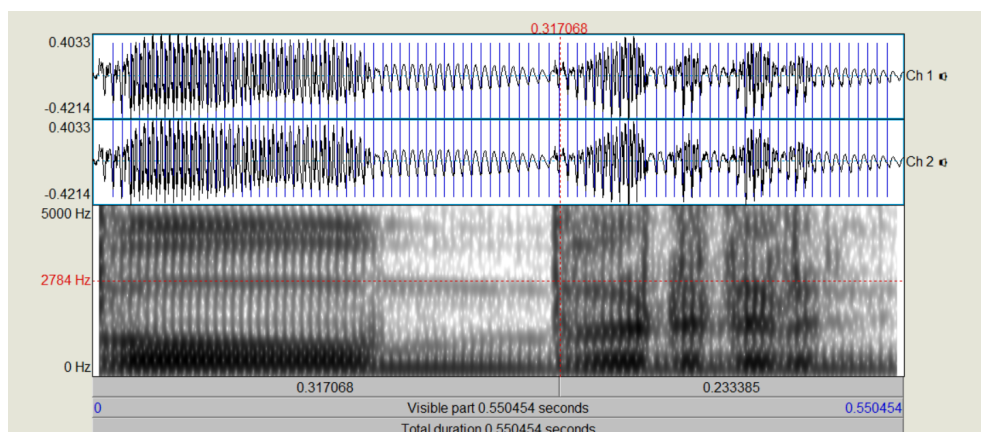 0.317068
0.4033
Ch 1
-0.4214
0.4033
Ch 2
-0.4214
5000 Hz
2784 Hz
0 Hz
0.317068 0.233385
0 Visible part 0.550454 seconds 0.550454
Total duration 0.550454 seconds